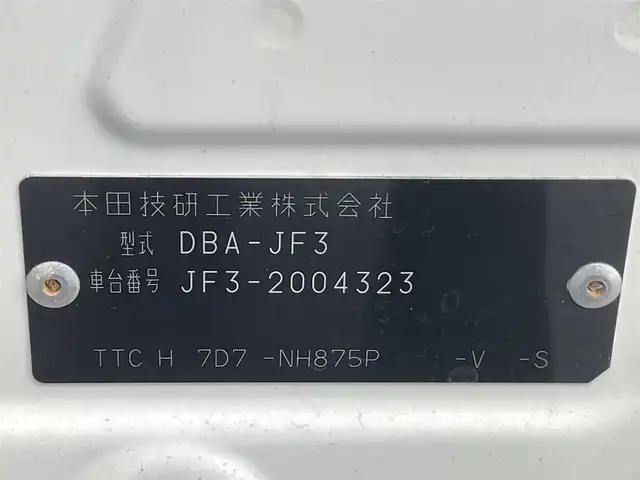 本田技研工業株式会社
型式 DBA-JF3
車台番号 JF3-2004323
TTC H 7D7 -NH875P -V -S